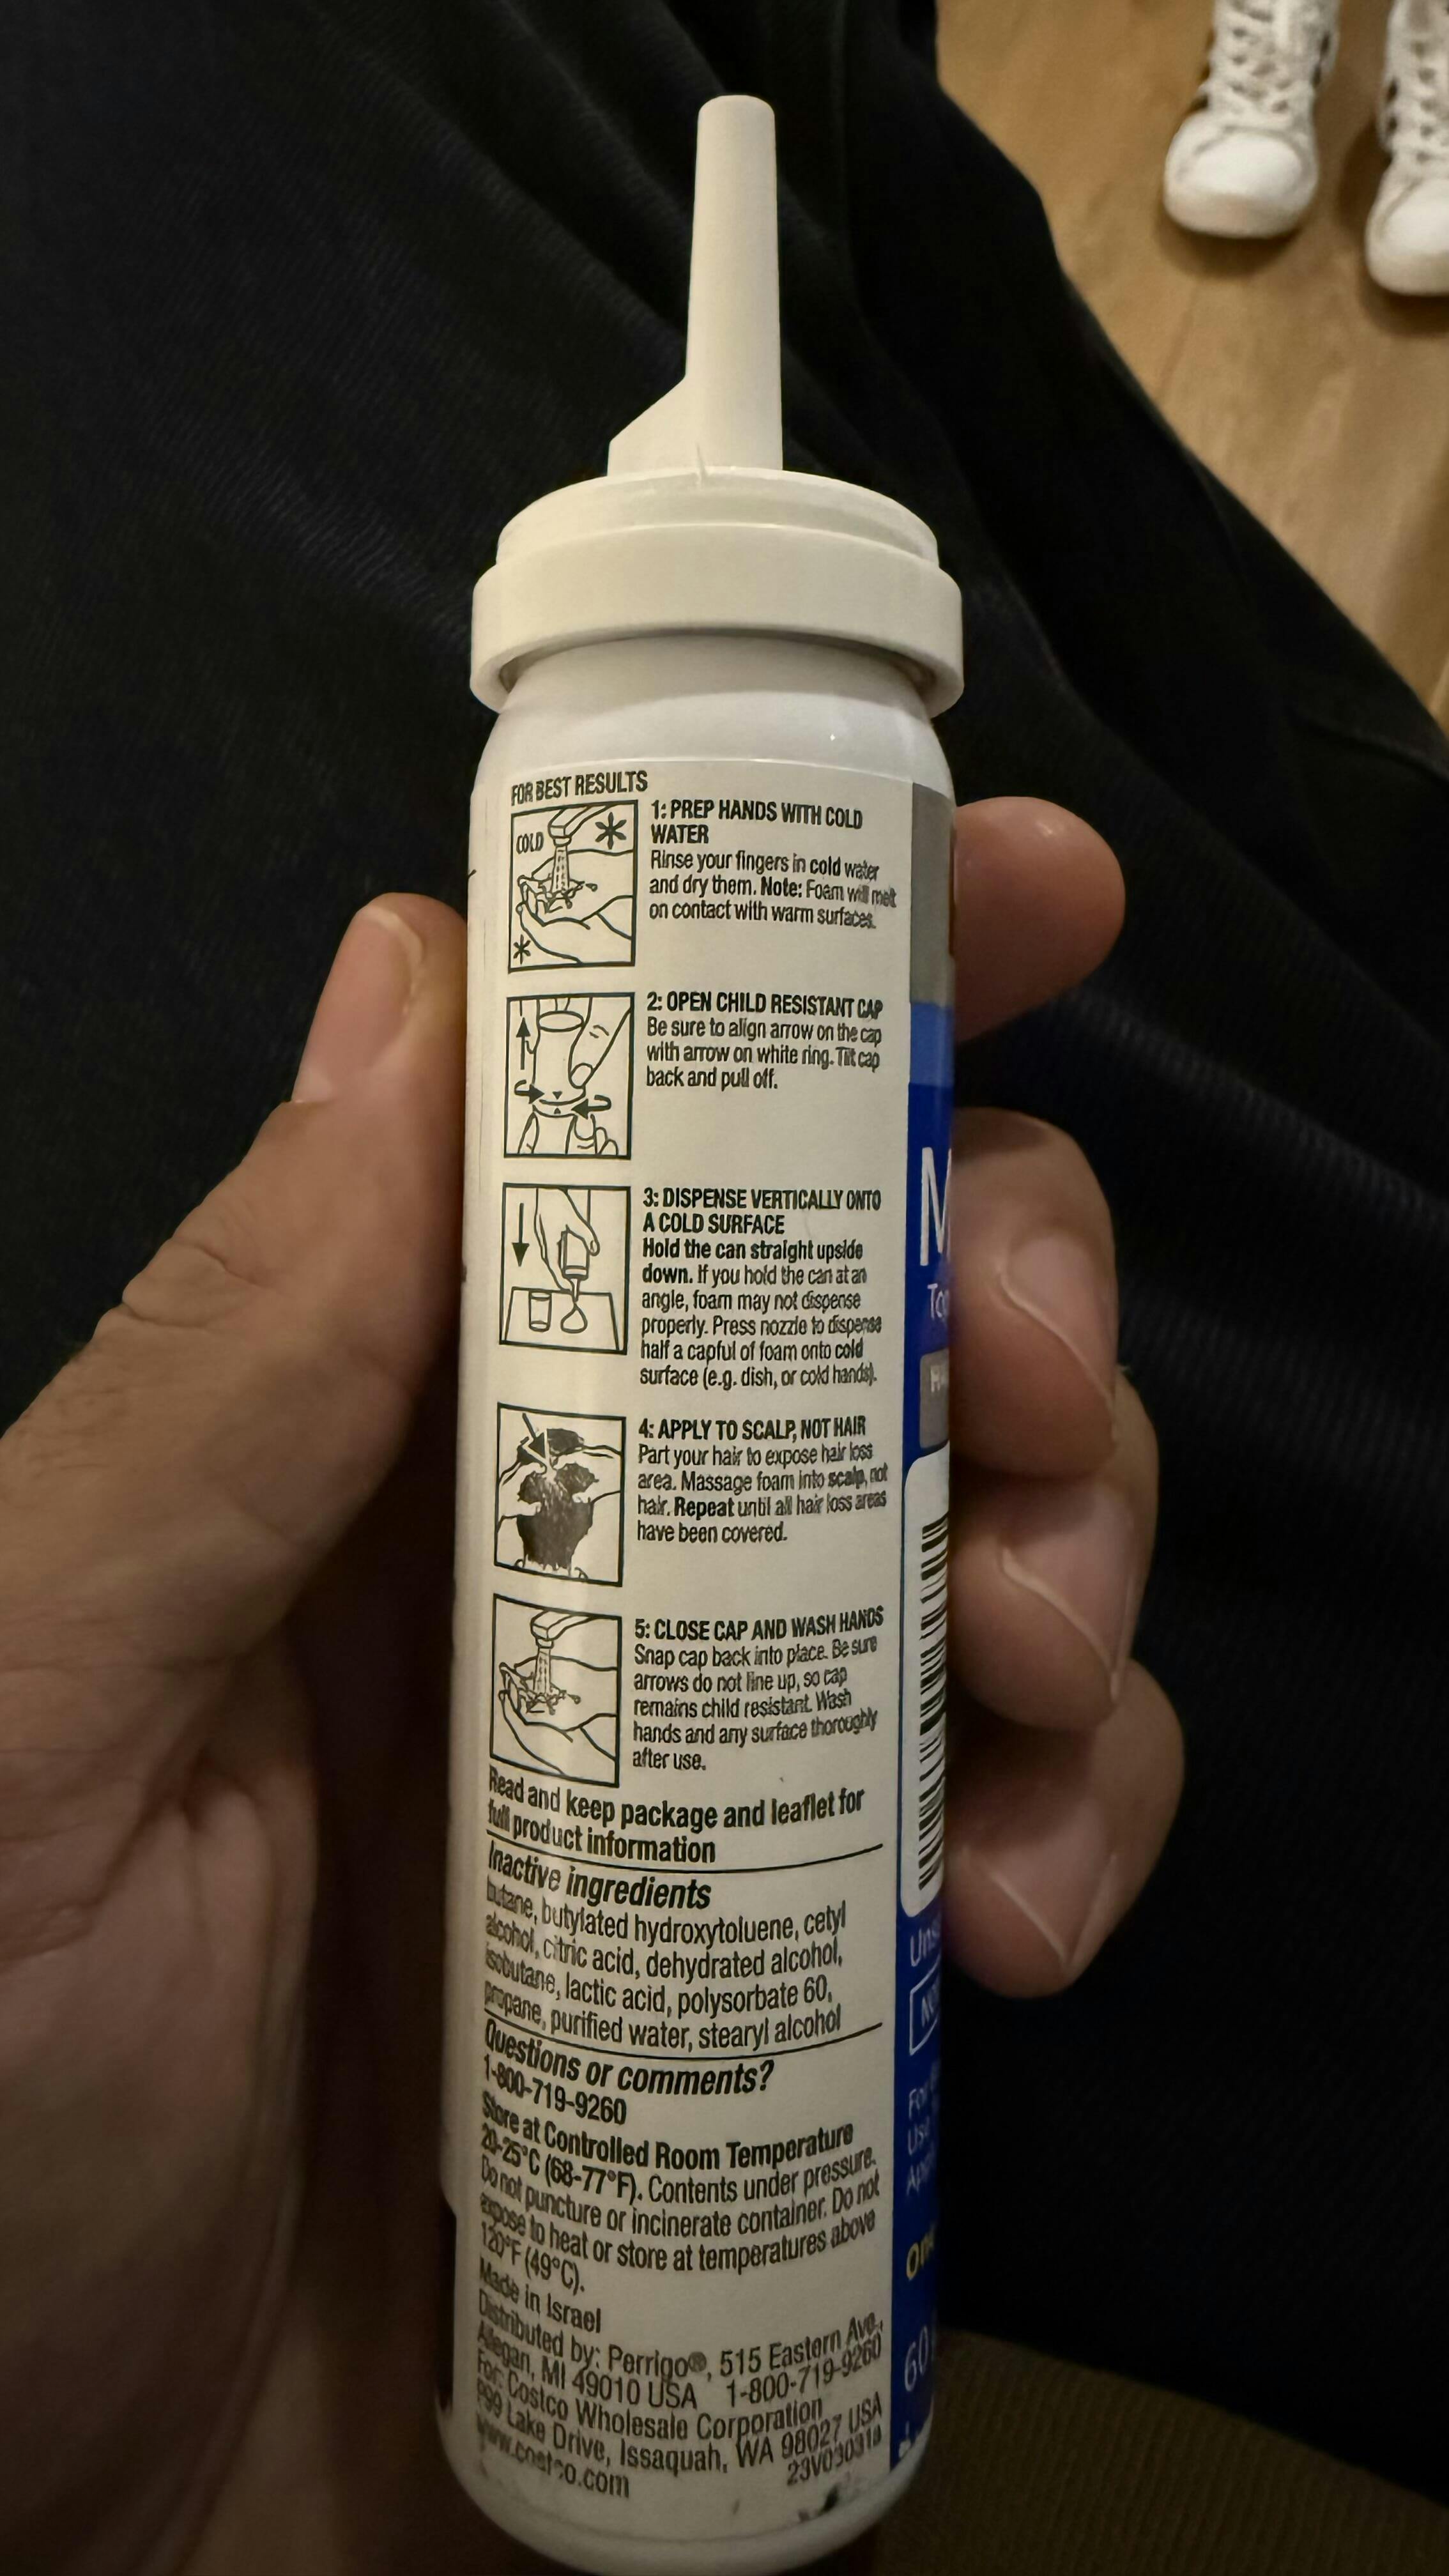 FOR BEST RESULTS
COLD
1: PREP HANDS WITH COLD
WATER
Rinse your fingers in cold water
and dry them. Note: Foam will melt
on contact with warm surfaces.
2: OPEN CHILD RESISTANT CAP
Be sure to align arrow on the cap
with arrow on white ring. Tilt cap
back and pull off.
3: DISPENSE VERTICALLY ONTO
A COLD SURFACE
Hold the can straight upside
down. If you hold the can at an
angle, foam may not dispense
properly. Press nozzle to dispense
half a capful of foam onto cold
surface (e.g. dish, or cold hands).
4: APPLY TO SCALP, NOT HAIR
Part your hair to expose hair loss
area. Massage foam into scalp, not
hair. Repeat until all hair loss areas
have been covered.
5: CLOSE CAP AND WASH HANDS
Snap cap back into place. Be sure
arrows do not line up, so cap
remains child resistant. Wash
hands and any surface thoroughly
after use.
Read and keep package and leaflet for
full product information
Inactive ingredients
butane, butylated hydroxytoluene, cetyl
alcohol, citric acid, dehydrated alcohol,
isobutane, lactic acid, polysorbate 60,
propane, purified water, stearyl alcohol
Questions or comments?
1-800-719-9260
Store at Controlled Room Temperature
20-25°C (68-77°F). Contents under pressure.
Do not puncture or incinerate container. Do not
expose to heat or store at temperatures above
120°F (49°C).
Made in Israel
Distributed by: Perrigo®, 515 Eastern Ave.,
Allegan, MI 49010 USA 1-800-719-9260
For: Costco Wholesale Corporation
999 Lake Drive, Issaquah, WA 98027 USA
www.costco.com
M
To
Uns
For
Use
App
60